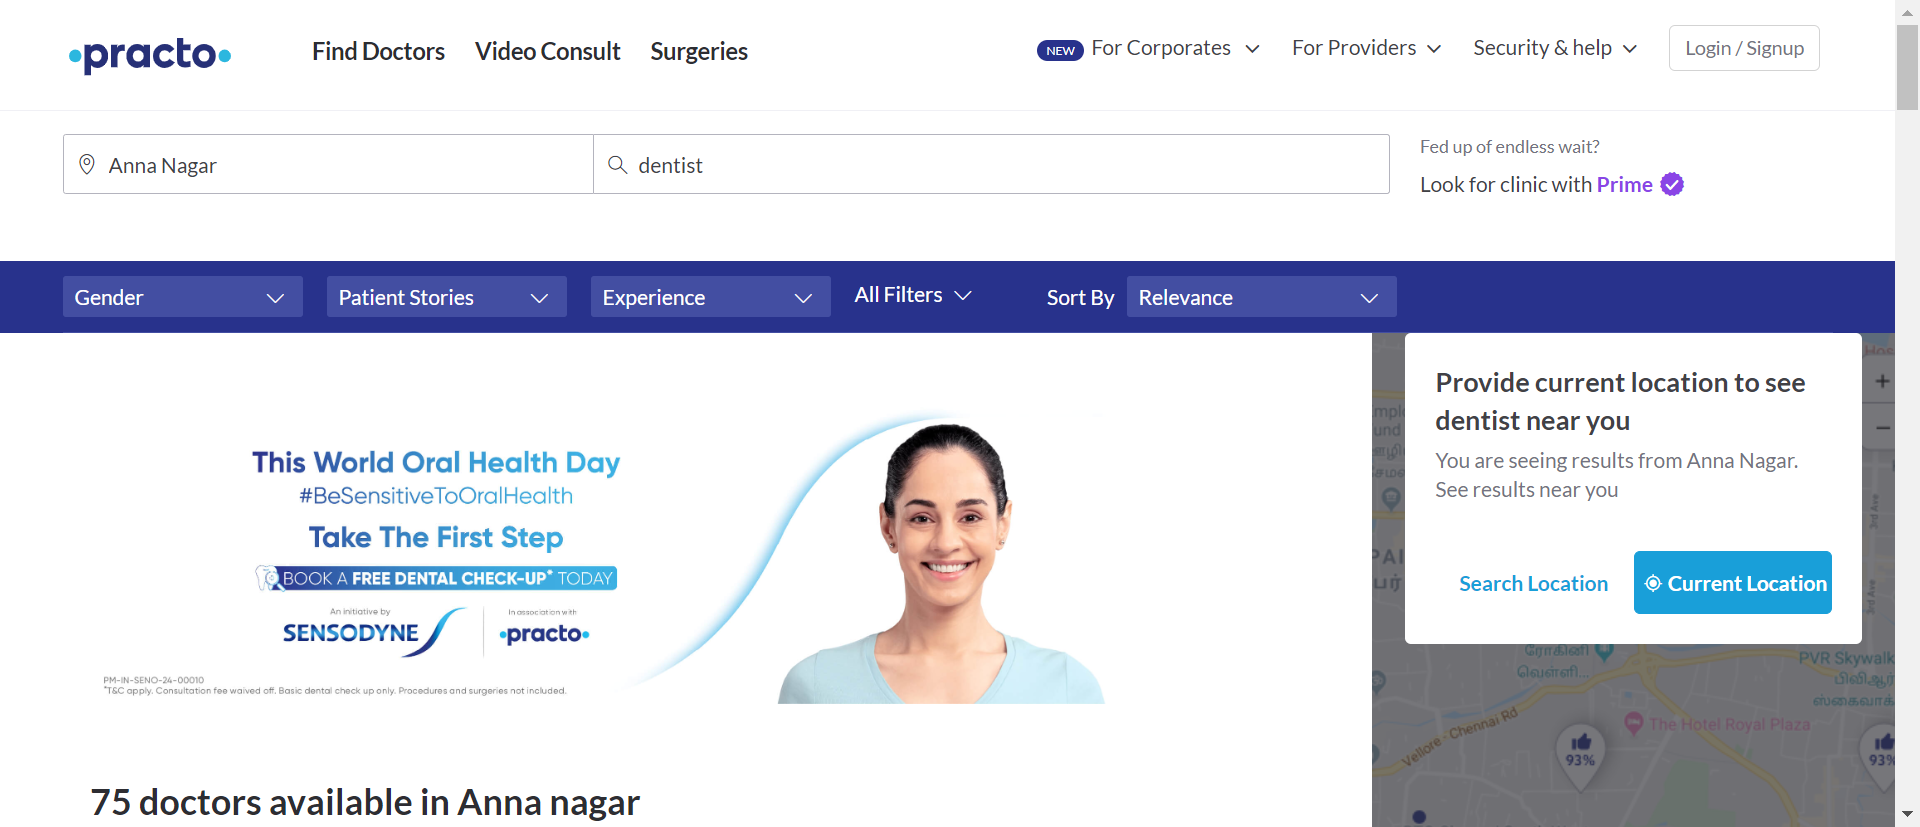 practo
Find Doctors
Video Consult
Surgeries
NEW
For Corporates
For Providers
Security & help
Login / Signup
Anna Nagar
dentist
Fed up of endless wait?
Look for clinic with Prime
Gender
Patient Stories
Experience
All Filters
Sort By
Relevance
This World Oral Health Day
#BeSensitiveToOralHealth
Take The First Step
BOOK A FREE DENTAL CHECK-UP* TODAY
An initiative by
SENSODYNE
In association with
practo
PM-IN-SENO-24-00010
*T&C apply. Consultation fee waived off. Basic dental check up only. Procedures and surgeries not included.
75 doctors available in Anna nagar
Provide current location to see
dentist near you
You are seeing results from Anna Nagar.
See results near you
Search Location
Current Location
3rd Ave
3rd Ave
ரோகினி
வெள்ளி...
PVR Skywalk
பிவிஆர்
ஸ்கைவாக்
The Hotel Royal Plaza
Vellore - Chennai Rd
93%
93%